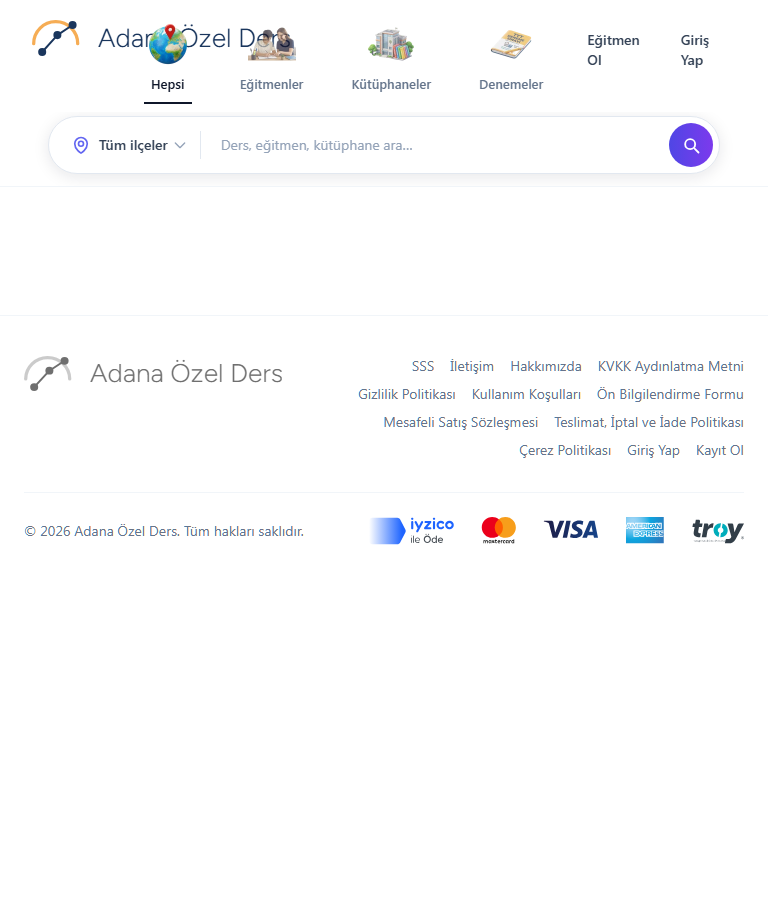 Adana Özel Ders
Hepsi
Eğitmenler
Kütüphaneler
Denemeler
Eğitmen
Ol
Giriş
Yap
Tüm ilçeler
Ders, eğitmen, kütüphane ara...
Adana Özel Ders
SSS İletişim Hakkımızda KVKK Aydınlatma Metni
Gizlilik Politikası Kullanım Koşulları Ön Bilgilendirme Formu
Mesafeli Satış Sözleşmesi Teslimat, İptal ve İade Politikası
Çerez Politikası Giriş Yap Kayıt Ol
© 2026 Adana Özel Ders. Tüm hakları saklıdır.
iyzico
ile Öde
mastercard
VISA
AMERICAN
EXPRESS
troy